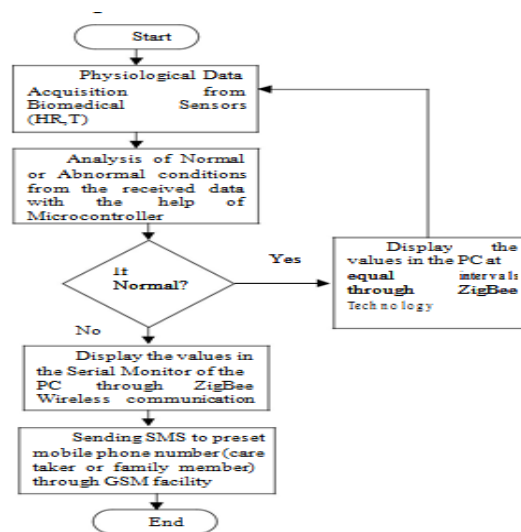 Start
Physiological Data
Acquisition from
Biomedical Sensors
(HR,T)
Analysis of Normal
or Abnormal conditions
from the received data
with the help of
Microcontroller
If
Normal?
Yes
Display the
values in the PC at
equal intervals
through ZigBee
Technology
No
Display the values in
the Serial Monitor of the
PC through ZigBee
Wireless communication
Sending SMS to preset
mobile phone number(care
taker or family member)
through GSM facility
End